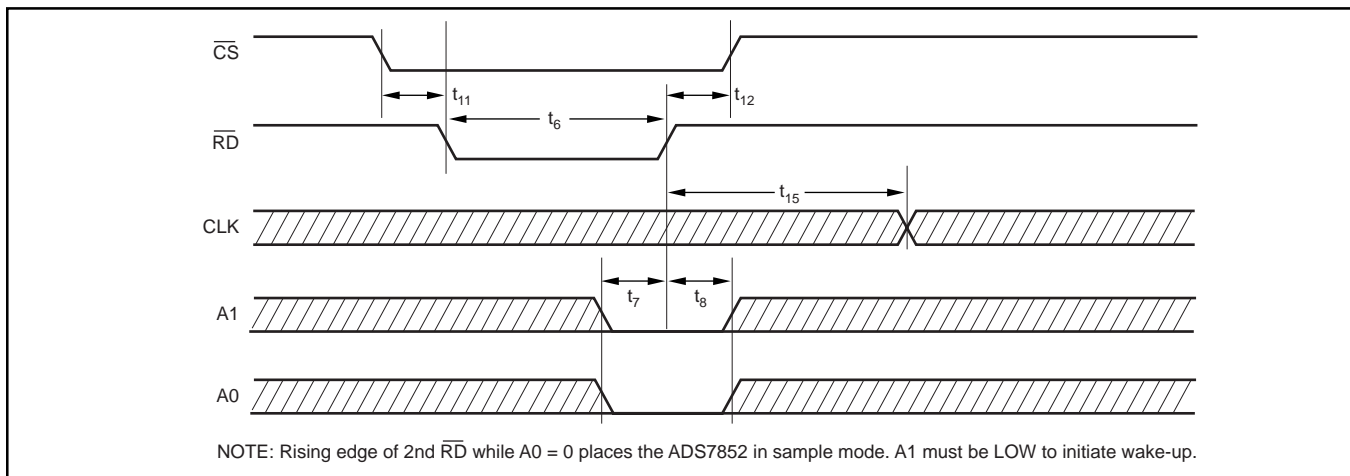 CS
t11
t12
t6
RD
t15
CLK
t7
t8
A1
A0
NOTE: Rising edge of 2nd RD while A0 = 0 places the ADS7852 in sample mode. A1 must be LOW to initiate wake-up.